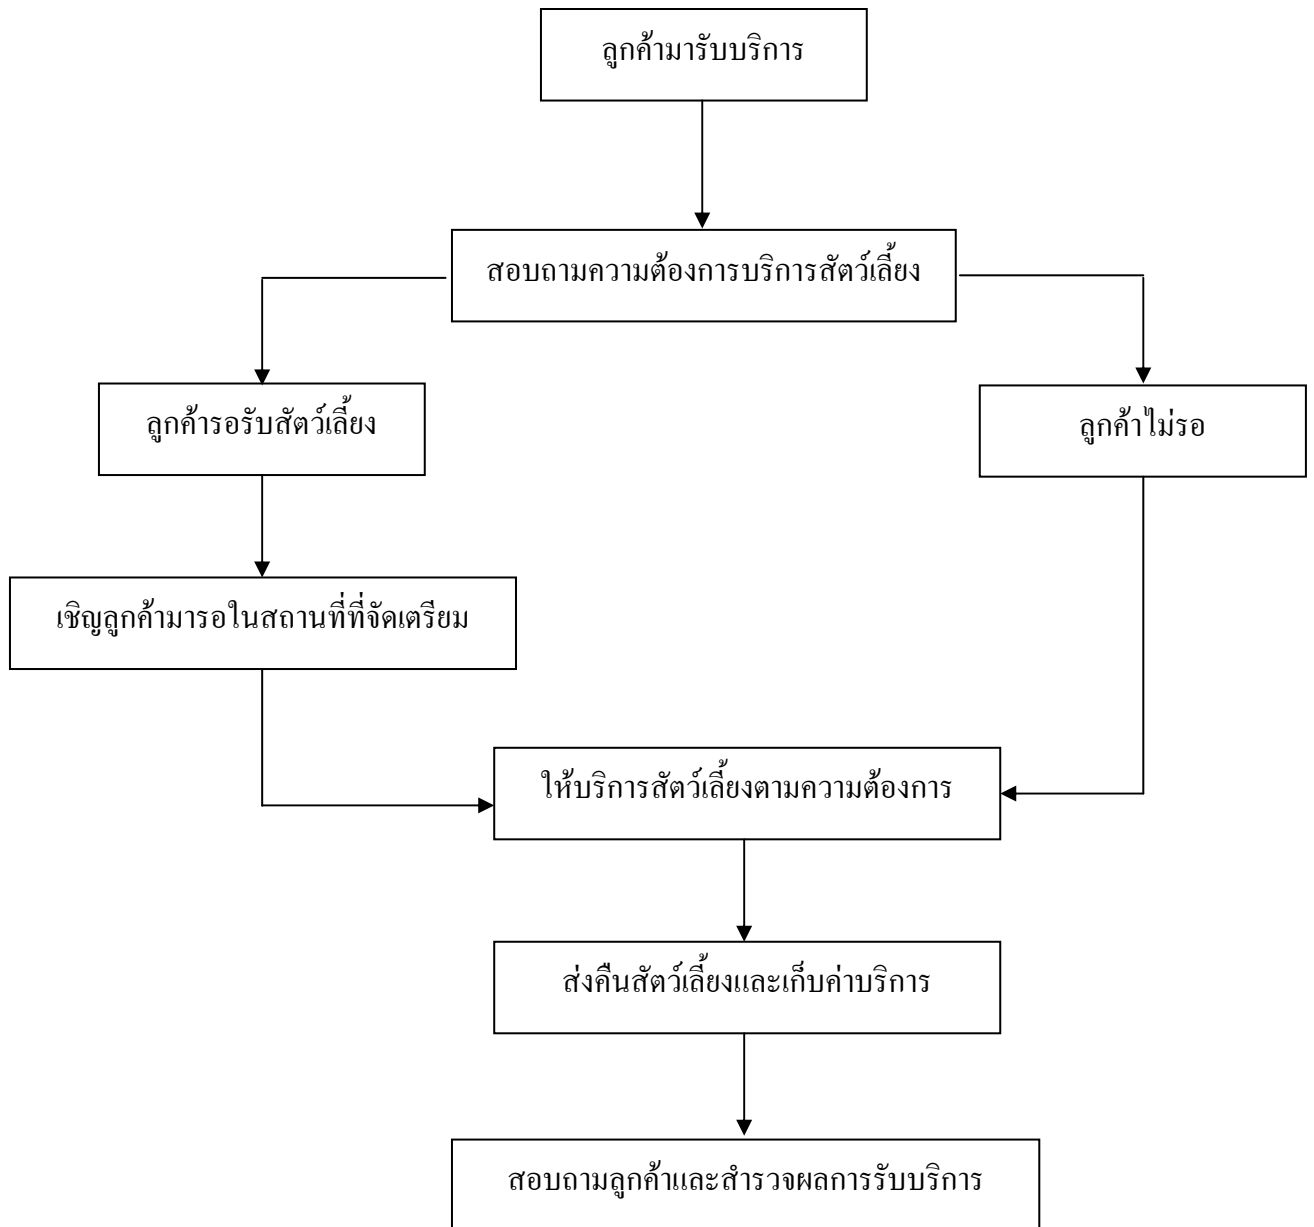 ลูกค้ามารับบริการ
สอบถามความต้องการบริการสัตว์เลี้ยง
ลูกค้ารอรับสัตว์เลี้ยง
ลูกค้าไม่รอ
เชิญลูกค้ามารอในสถานที่ที่จัดเตรียม
ให้บริการสัตว์เลี้ยงตามความต้องการ
ส่งคืนสัตว์เลี้ยงและเก็บค่าบริการ
สอบถามลูกค้าและสำรวจผลการรับบริการ